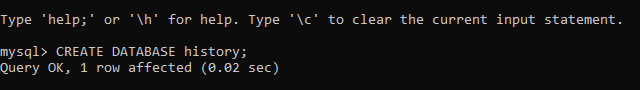 Type 'help;' or '\h' for help. Type '\c' to clear the current input statement.
mysql> CREATE DATABASE history;
Query OK, 1 row affected (0.02 sec)